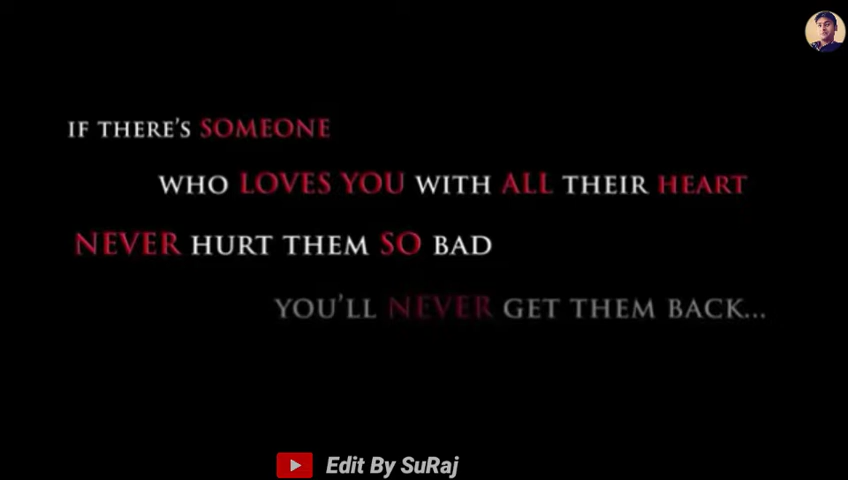 IF THERE'S SOMEONE
WHO LOVES YOU WITH ALL THEIR HEART
NEVER HURT THEM SO BAD
YOU'LL NEVER GET THEM BACK...
Edit By SuRaj